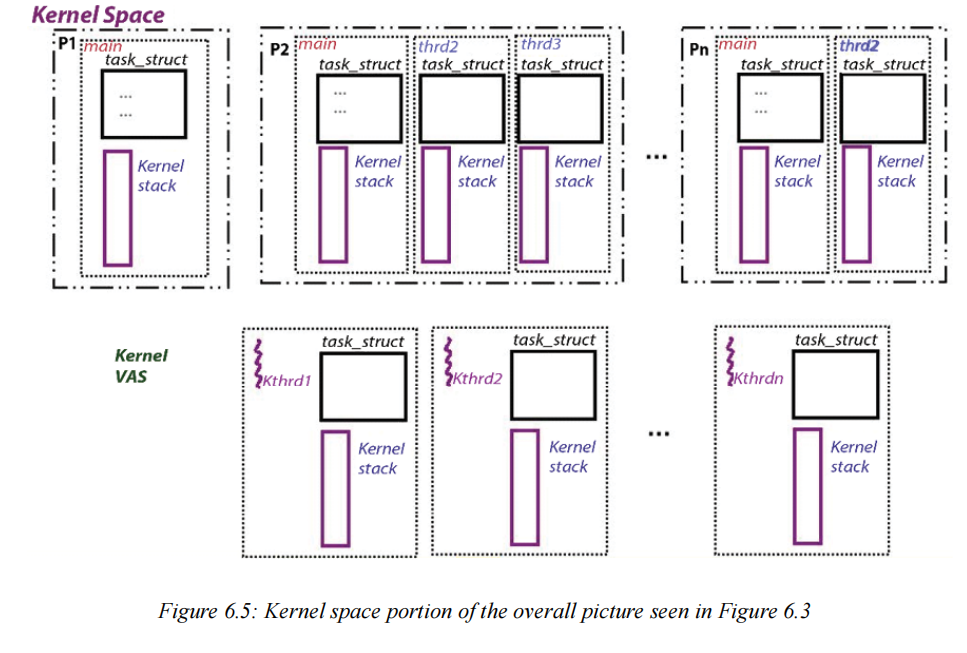 Kernel Space
P1 main
task_struct
...
...
Kernel
stack
P2 main
task_struct
...
...
Kernel
stack
thrd2
task_struct
Kernel
stack
thrd3
task_struct
Kernel
stack
...
Pn main
task_struct
...
...
Kernel
stack
thrd2
task_struct
Kernel
stack
Kernel
VAS
Kthrd1
task_struct
Kernel
stack
Kthrd2
task_struct
Kernel
stack
...
Kthrdn
task_struct
Kernel
stack
Figure 6.5: Kernel space portion of the overall picture seen in Figure 6.3